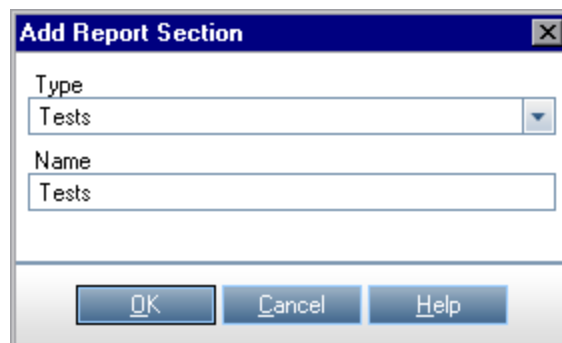 Add Report Section
Type
Tests
Name
Tests
OK Cancel Help